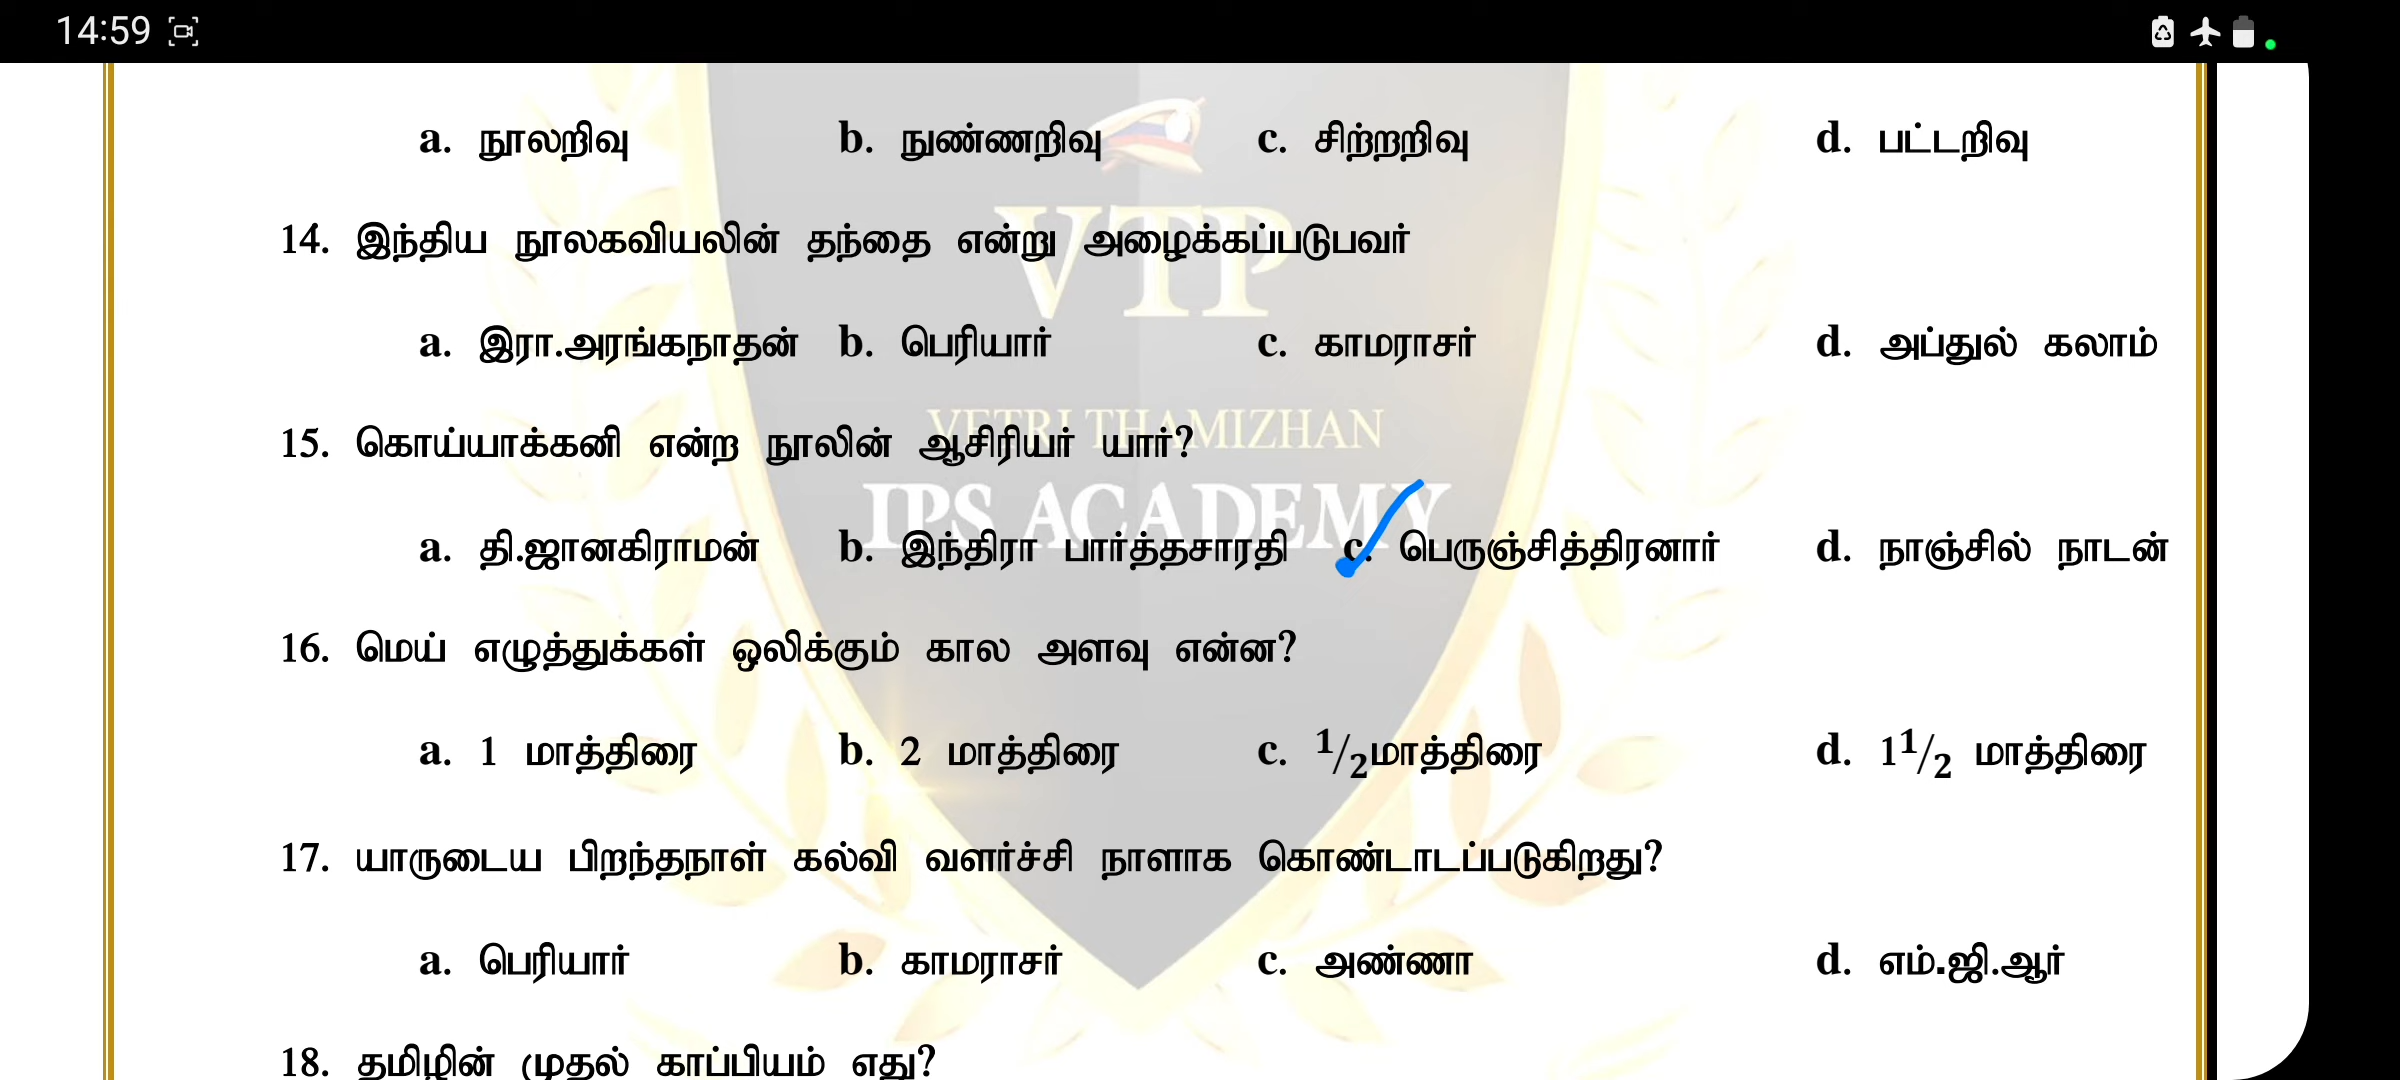 14:59
a. நூலறிவு b. நுண்ணறிவு c. சிற்றறிவு d. பட்டறிவு
VTP
14. இந்திய நூலகவியலின் தந்தை என்று அழைக்கப்படுபவர்
a. இரா.அரங்கநாதன் b. பெரியார் c. காமராசர் d. அப்துல் கலாம்
VETRI THAMIZHAN
15. கொய்யாக்கனி என்ற நூலின் ஆசிரியர் யார்?
IPS ACADEMY
a. தி.ஜானகிராமன் b. இந்திரா பார்த்தசாரதி c. பெருஞ்சித்திரனார் d. நாஞ்சில் நாடன்
16. மெய் எழுத்துக்கள் ஒலிக்கும் கால அளவு என்ன?
a. 1 மாத்திரை b. 2 மாத்திரை c. 1/2மாத்திரை d. 11/2 மாத்திரை
17. யாருடைய பிறந்தநாள் கல்வி வளர்ச்சி நாளாக கொண்டாடப்படுகிறது?
a. பெரியார் b. காமராசர் c. அண்ணா d. எம்.ஜி.ஆர்
18. தமிழின் முதல் காப்பியம் எது?